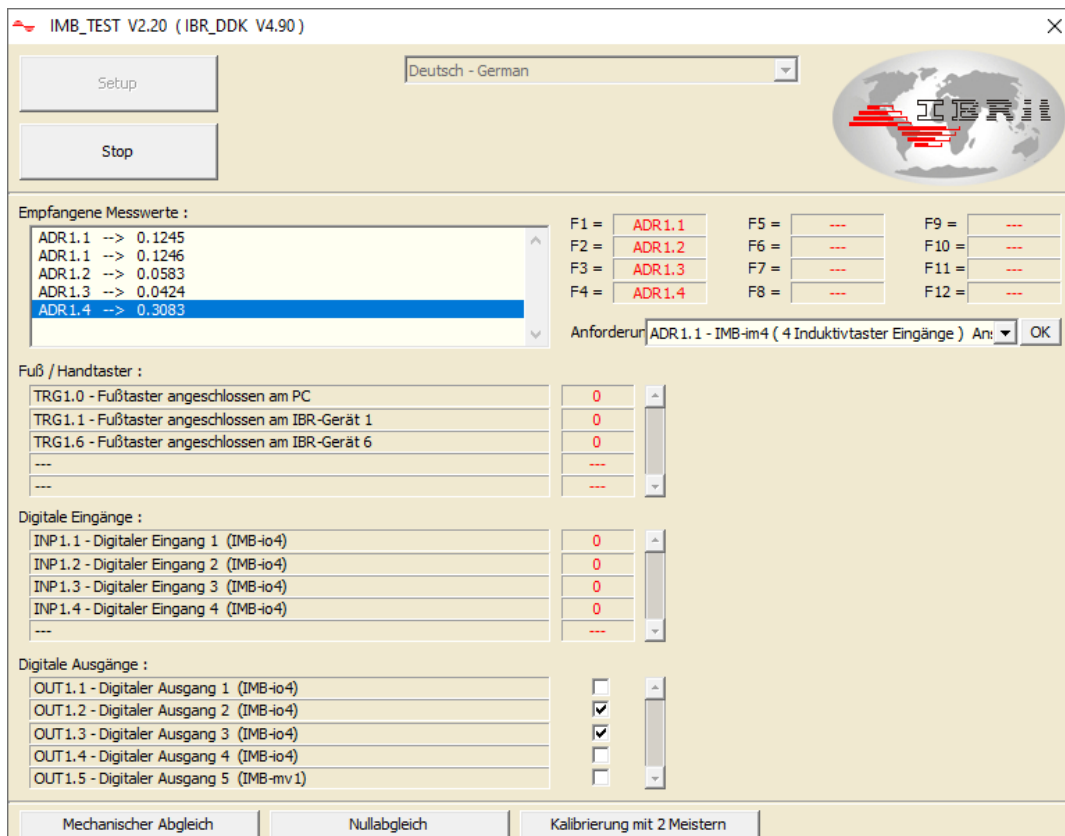 IMB_TEST V2.20 ( IBR_DDK V4.90 )
Setup
Deutsch - German
IBRit
Stop
Empfangene Messwerte :
ADR1.1 --> 0.1245
ADR1.1 --> 0.1246
ADR1.2 --> 0.0583
ADR1.3 --> 0.0424
ADR1.4 --> 0.3083
F1 = ADR1.1 F5 = --- F9 = ---
F2 = ADR1.2 F6 = --- F10 = ---
F3 = ADR1.3 F7 = --- F11 = ---
F4 = ADR1.4 F8 = --- F12 = ---
Anforderun ADR1.1 - IMB-im4 ( 4 Induktivtaster Eingänge ) An: OK
Fuß / Handtaster :
TRG1.0 - Fußtaster angeschlossen am PC 0
TRG1.1 - Fußtaster angeschlossen am IBR-Gerät 1 0
TRG1.6 - Fußtaster angeschlossen am IBR-Gerät 6 0
--- ---
--- ---
Digitale Eingänge :
INP1.1 - Digitaler Eingang 1 (IMB-io4) 0
INP1.2 - Digitaler Eingang 2 (IMB-io4) 0
INP1.3 - Digitaler Eingang 3 (IMB-io4) 0
INP1.4 - Digitaler Eingang 4 (IMB-io4) 0
--- ---
Digitale Ausgänge :
OUT1.1 - Digitaler Ausgang 1 (IMB-io4)
OUT1.2 - Digitaler Ausgang 2 (IMB-io4)
OUT1.3 - Digitaler Ausgang 3 (IMB-io4)
OUT1.4 - Digitaler Ausgang 4 (IMB-io4)
OUT1.5 - Digitaler Ausgang 5 (IMB-mv1)
Mechanischer Abgleich Nullabgleich Kalibrierung mit 2 Meistern